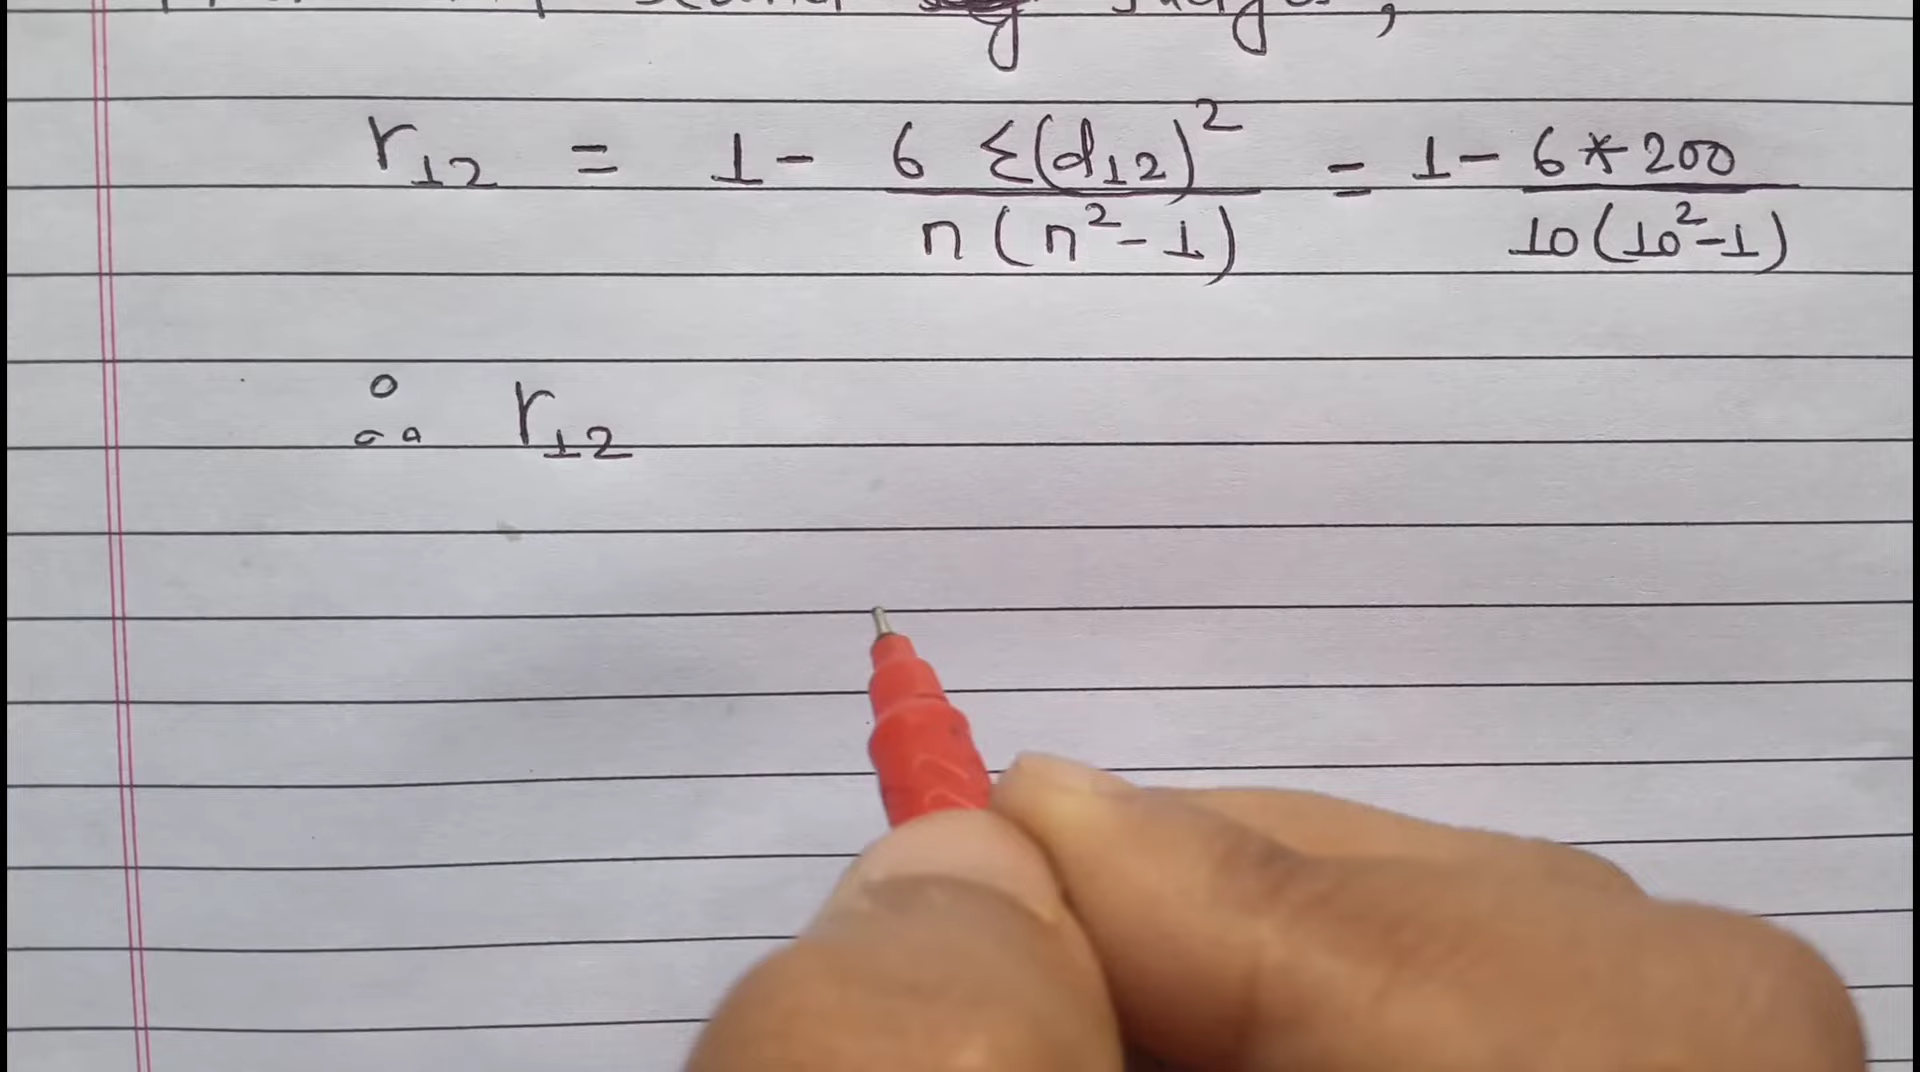 r₁₂ = 1 - 6 Σ(d₁₂)² / n(n²-1) = 1 - 6*200 / 10(10²-1)
∴ r₁₂